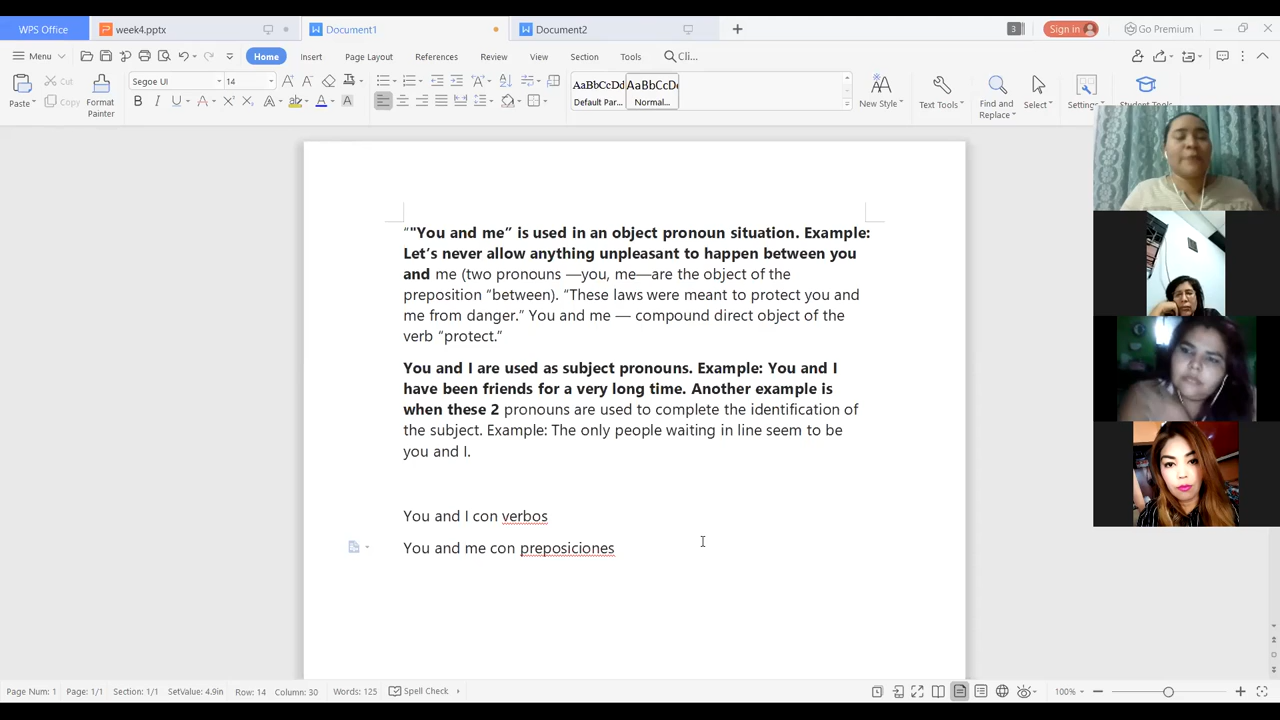 WPS Office week4.pptx Document1 Document2 3 Sign in Go Premium
Menu Home Insert Page Layout References Review View Section Tools Cli...
Paste Cut Copy Format Painter Segoe UI 14 AaBbCcDd AaBbCcDd Default Par... Normal... New Style Text Tools Find and Replace Select Settings Student Tools
“"You and me” is used in an object pronoun situation. Example:
Let’s never allow anything unpleasant to happen between you
and me (two pronouns —you, me—are the object of the
preposition “between). “These laws were meant to protect you and
me from danger.” You and me — compound direct object of the
verb “protect.”
You and I are used as subject pronouns. Example: You and I
have been friends for a very long time. Another example is
when these 2 pronouns are used to complete the identification of
the subject. Example: The only people waiting in line seem to be
you and I.
You and I con verbos
You and me con preposiciones
Page Num: 1 Page: 1/1 Section: 1/1 SetValue: 4.9in Row: 14 Column: 30 Words: 125 Spell Check 100%